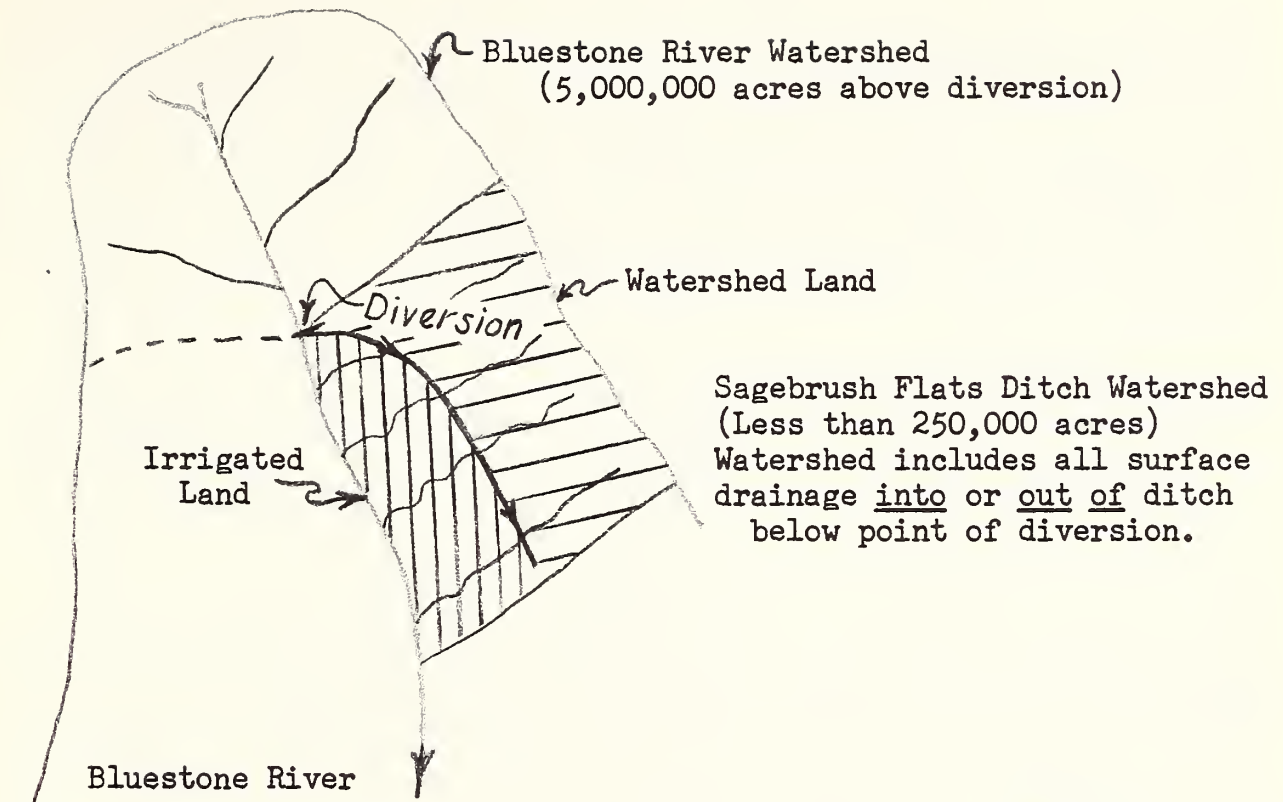 Bluestone River Watershed
(5,000,000 acres above diversion)
Watershed Land
Diversion
Sagebrush Flats Ditch Watershed
(Less than 250,000 acres)
Watershed includes all surface
drainage into or out of ditch
below point of diversion.
Irrigated
Land
Bluestone River